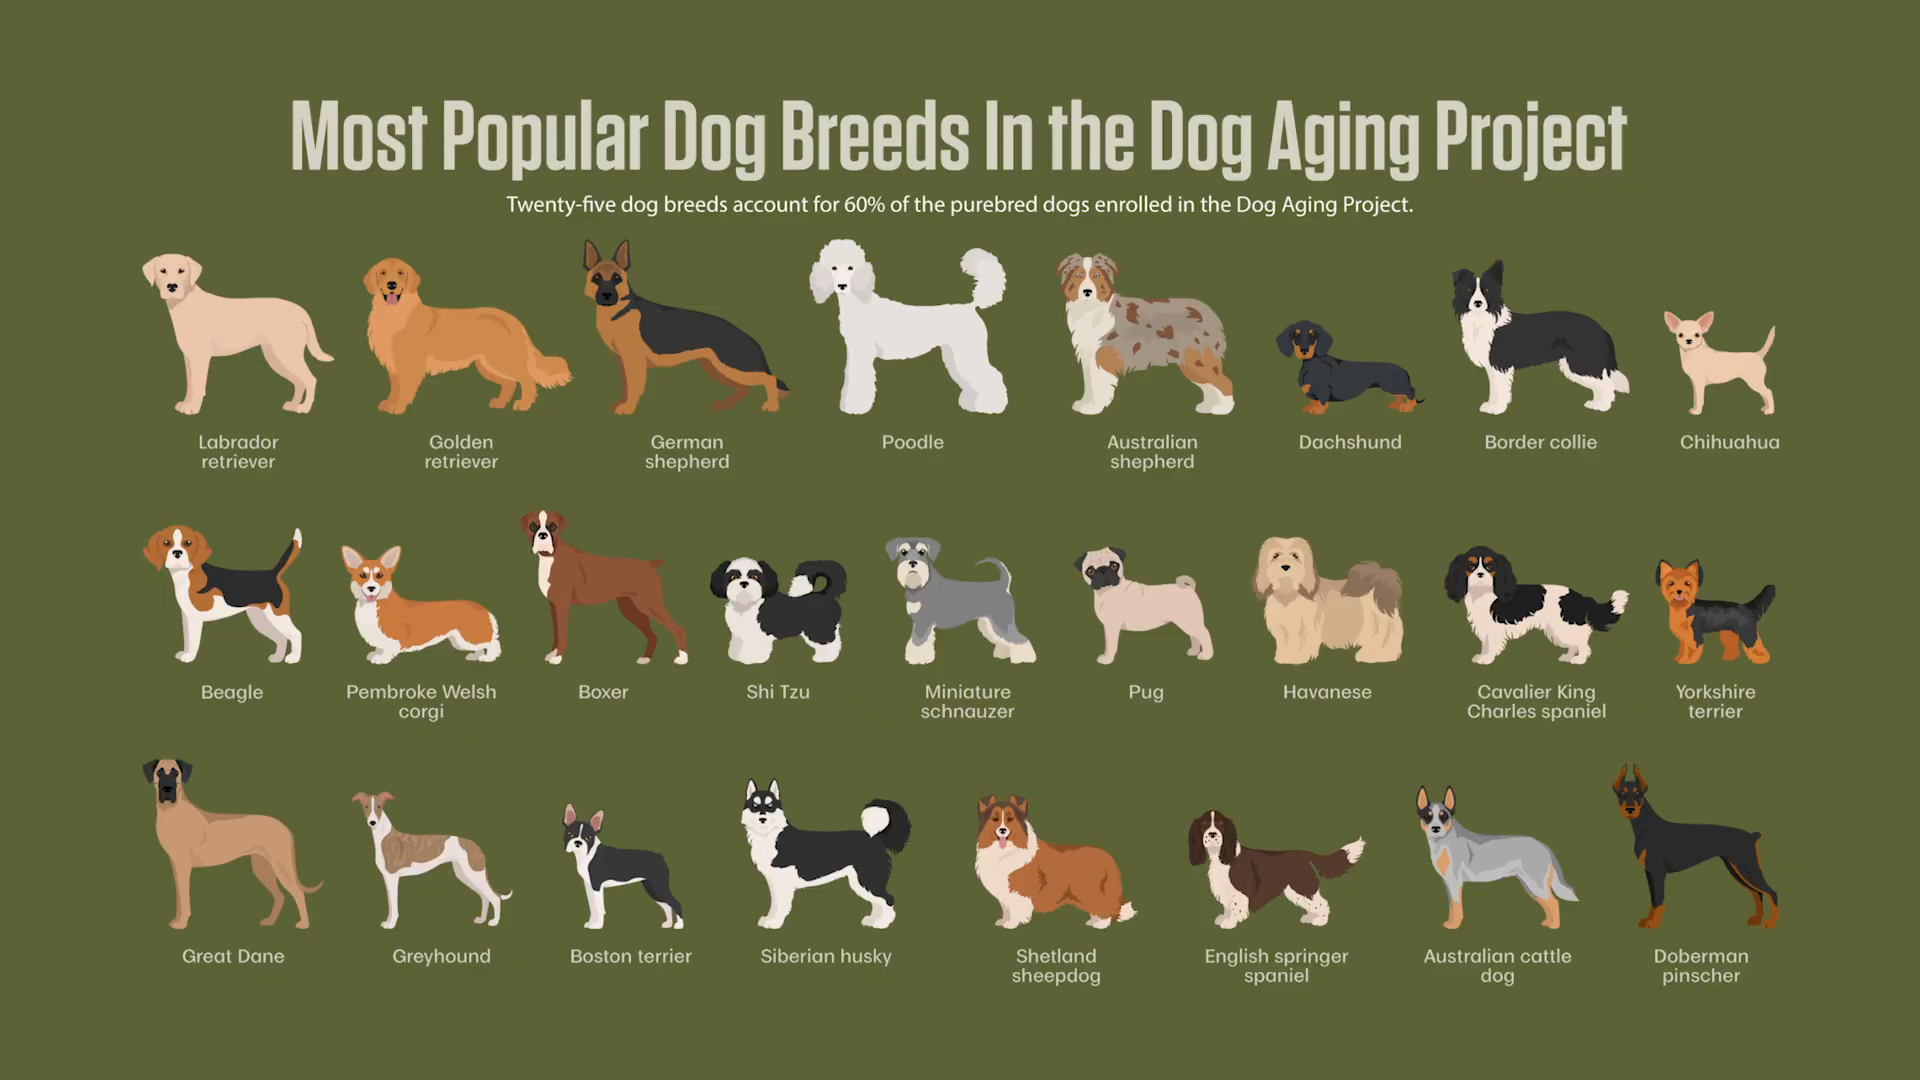 Most Popular Dog Breeds In the Dog Aging Project
Twenty-five dog breeds account for 60% of the purebred dogs enrolled in the Dog Aging Project.
Labrador
retriever
Golden
retriever
German
shepherd
Poodle
Australian
shepherd
Dachshund
Border collie
Chihuahua
Beagle
Pembroke Welsh
corgi
Boxer
Shi Tzu
Miniature
schnauzer
Pug
Havanese
Cavalier King
Charles spaniel
Yorkshire
terrier
Great Dane
Greyhound
Boston terrier
Siberian husky
Shetland
sheepdog
English springer
spaniel
Australian cattle
dog
Doberman
pinscher